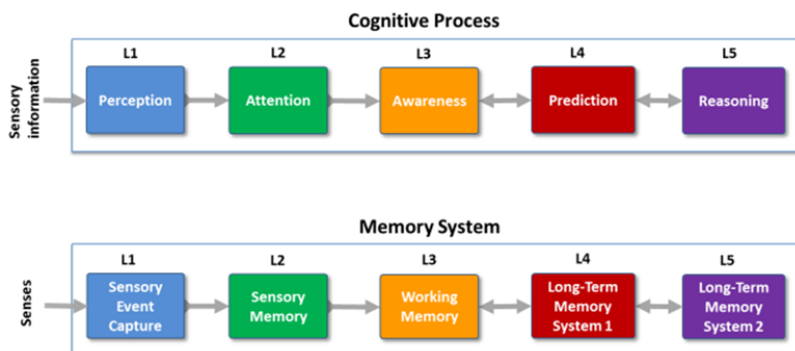 Cognitive Process
L1 L2 L3 L4 L5
Sensory
information
Perception Attention Awareness Prediction Reasoning
Memory System
L1 L2 L3 L4 L5
Senses
Sensory
Event
Capture
Sensory
Memory
Working
Memory
Long-Term
Memory
System 1
Long-Term
Memory
System 2